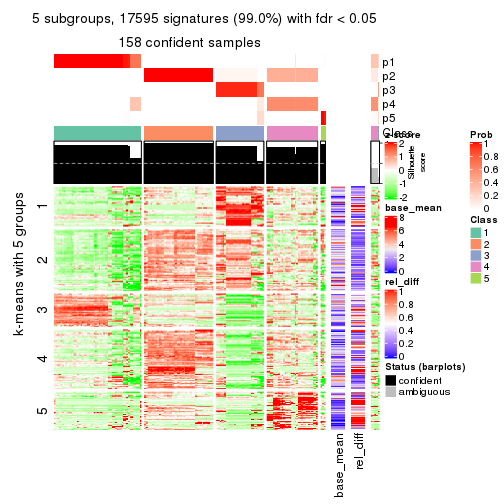 5 subgroups, 17595 signatures (99.0%) with fdr < 0.05
158 confident samples
p1
p2
p3
p4
p5
Class
Silhouette
score
k-means with 5 groups
1
2
3
4
5
base_mean
rel_diff
z-score
2
1
0
-1
-2
base_mean
8
6
4
2
0
rel_diff
1
0.8
0.6
0.4
0.2
0
Status (barplots)
confident
ambiguous
Prob
1
0.8
0.6
0.4
0.2
0
Class
1
2
3
4
5